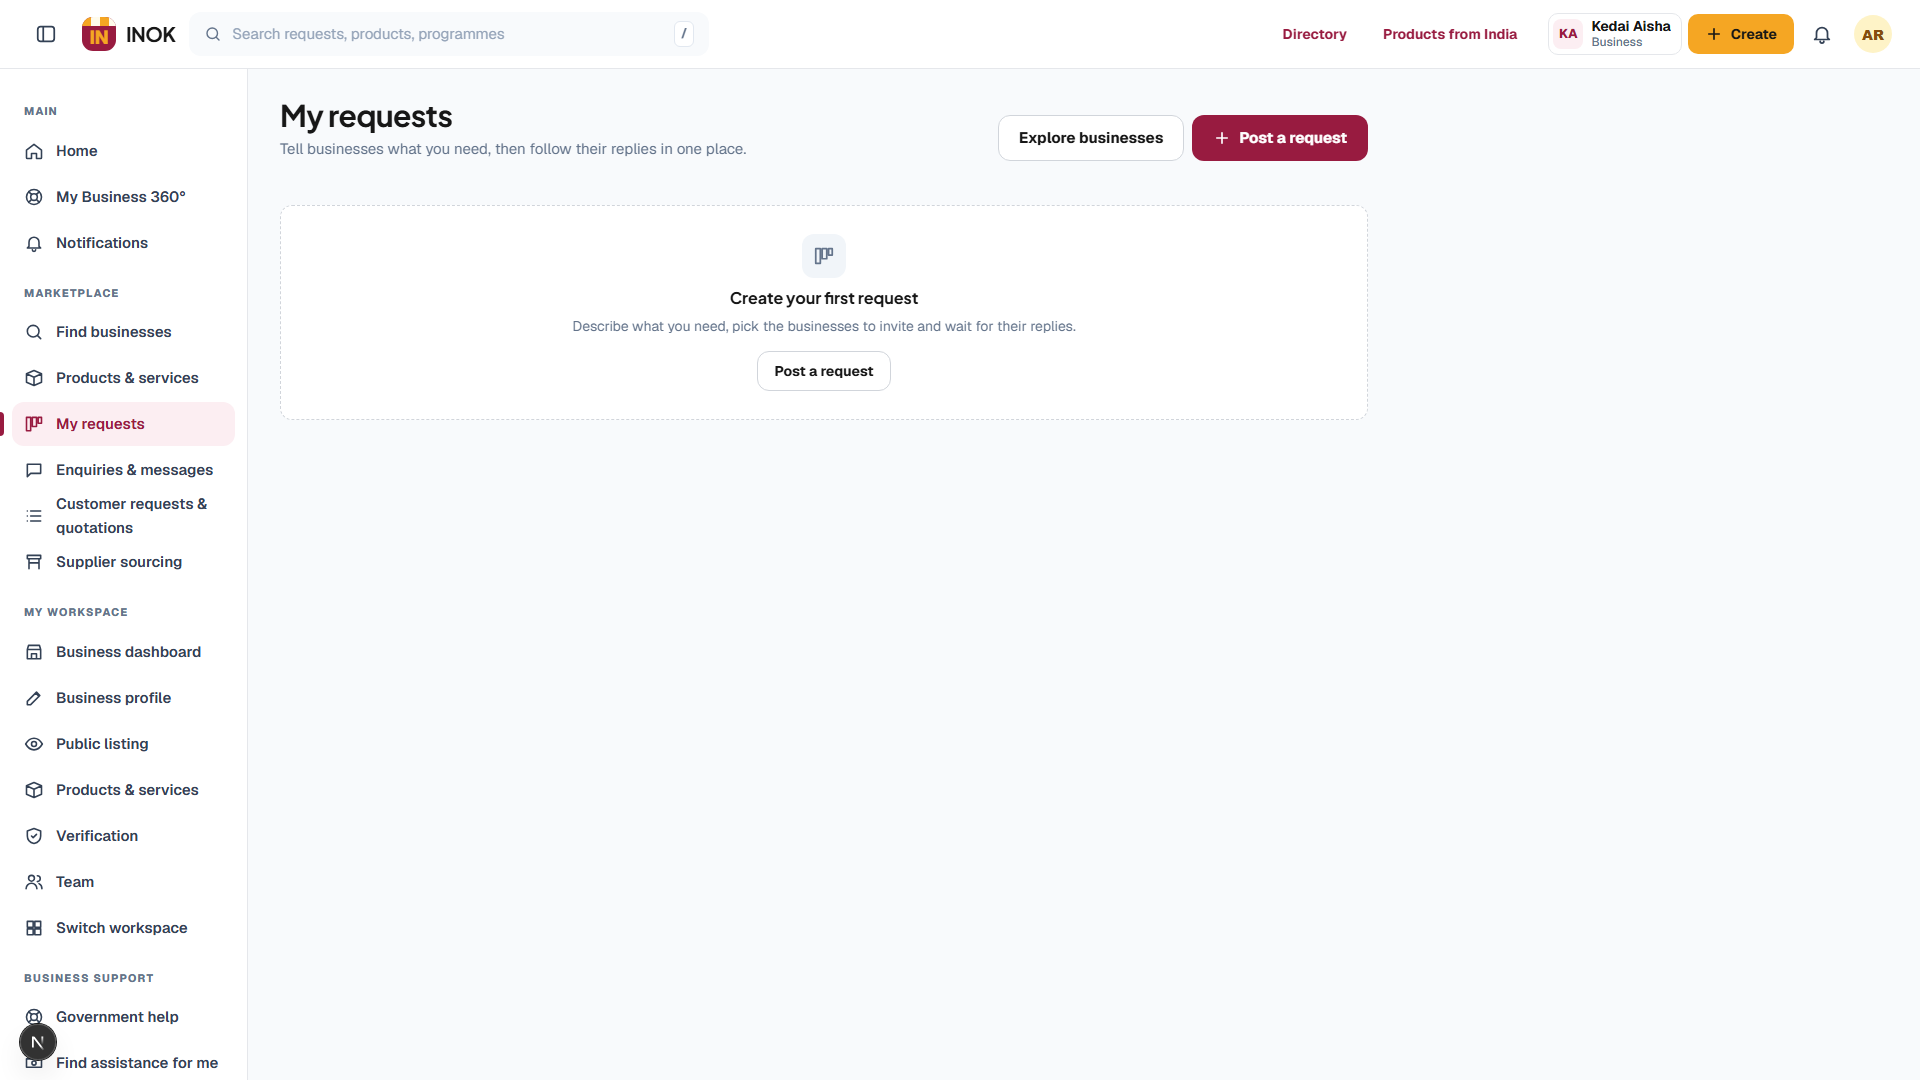 IN INOK
Search requests, products, programmes
/
Directory
Products from India
KA
Kedai Aisha
Business
+ Create
AR
MAIN
Home
My Business 360°
Notifications
MARKETPLACE
Find businesses
Products & services
My requests
Enquiries & messages
Customer requests &
quotations
Supplier sourcing
MY WORKSPACE
Business dashboard
Business profile
Public listing
Products & services
Verification
Team
Switch workspace
BUSINESS SUPPORT
Government help
N
Find assistance for me
My requests
Tell businesses what you need, then follow their replies in one place.
Explore businesses
+ Post a request
Create your first request
Describe what you need, pick the businesses to invite and wait for their replies.
Post a request